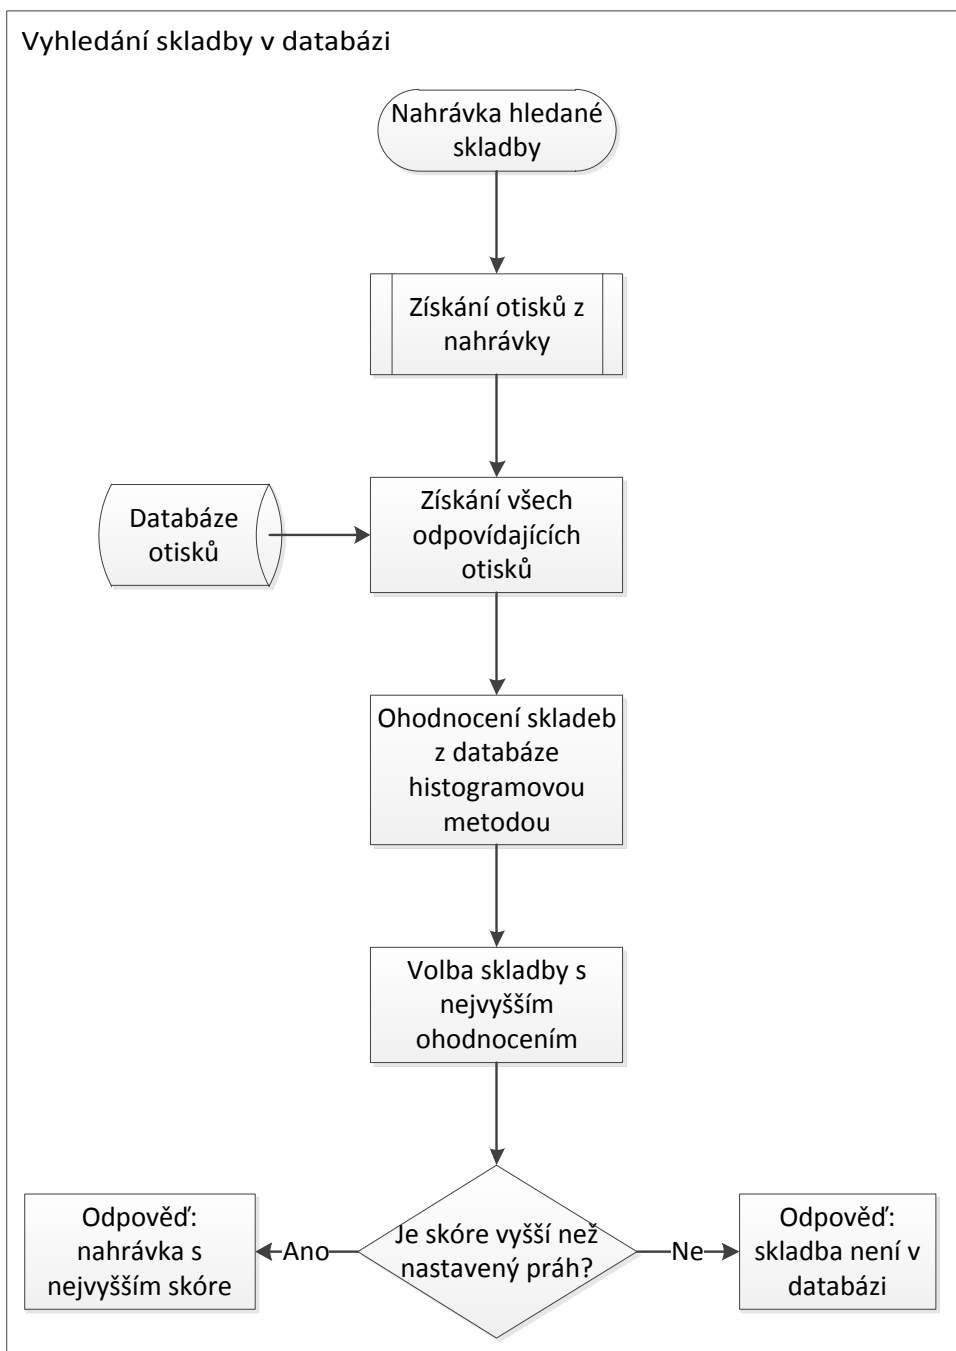 Vyhledání skladby v databázi
Nahrávka hledané
skladby
Získání otisků z
nahrávky
Databáze
otisků
Získání všech
odpovídajících
otisků
Ohodnocení skladeb
z databáze
histogramovou
metodou
Volba skladby s
nejvyšším
ohodnocením
Je skóre vyšší než
nastavený práh?
Ano
Odpověď:
nahrávka s
nejvyšším skóre
Ne
Odpověď:
skladba není v
databázi